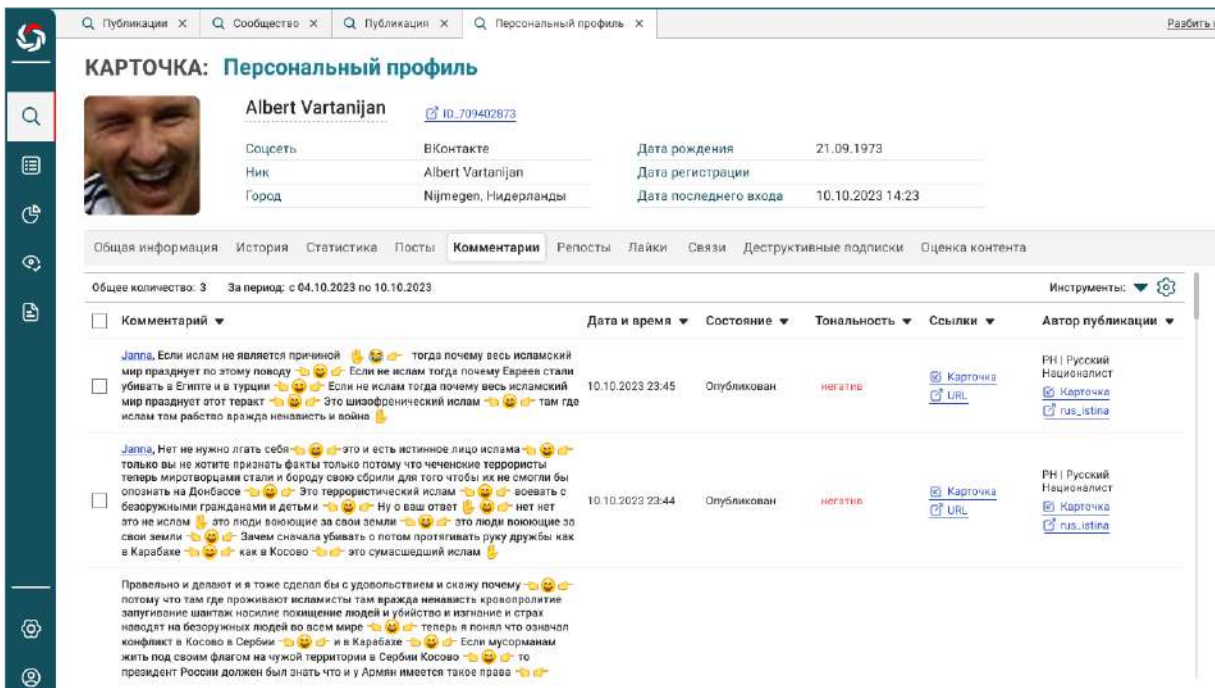 Публикации ×
Сообщество ×
Публикация ×
Персональный профиль ×
Разбить
КАРТОЧКА: Персональный профиль
Albert Vartanijan
ID_709402873
Соцсеть ВКонтакте
Дата рождения 21.09.1973
Ник Albert Vartanijan
Дата регистрации
Город Nijmegen, Нидерланды
Дата последнего входа 10.10.2023 14:23
Общая информация История Статистика Посты Комментарии Репосты Лайки Связи Деструктивные подписки Оценка контента
Общее количество: 3 За период: с 04.10.2023 по 10.10.2023 Инструменты:
Комментарий Дата и время Состояние Тональность Ссылки Автор публикации
Janna, Если ислам не является причиной ✋😂👉 тогда почему весь исламский
мир празднует по этому поводу 👈😄👉 Если не ислам тогда почему Евреев стали
убивать в Египте и в турции 👈😄👉 Если не ислам тогда почему весь исламский
мир празднует этот теракт 👈😄👉 Это шизофренический ислам 👈😄👉 там где
ислам там рабство вражда ненависть и война ✋
10.10.2023 23:45
Опубликован
негатив
Карточка
URL
РН | Русский
Националист
Карточка
rus_istina
Janna, Нет не нужно лгать себя 👈😄👉 это и есть истинное лицо ислама 👈😄👉
только вы не хотите признать факты только потому что чеченские террористы
теперь миротворцами стали и бороду свою сбрили для того чтобы их не смогли бы
опознать на Донбассе 👈😄👉 Это террористический ислам 👈😄👉 воевать с
безоружными гражданами и детьми 👈😄👉 Ну о ваш ответ ✋😄👉 нет нет
это не ислам ✋ это люди воюющие за свои земли 👈😄👉 это люди воюющие за
свои земли 👈😄👉 Зачем сначала убивать о потом протягивать руку дружбы как
в Карабахе 👈😄👉 как в Косово 👈👉 это сумасшедший ислам ✋
10.10.2023 23:44
Опубликован
негатив
Карточка
URL
РН | Русский
Националист
Карточка
rus_istina
Правельно и делают и я тоже сделал бы с удовольствием и скажу почему 👈😄👉
потому что там где проживают исламисты там вражда ненависть кровопролитие
запугивание шантаж насилие похищение людей и убийство и изгнание и страх
наводят на безоружных людей во всем мире 👈😄👉 теперь я понял что означал
конфликт в Косово в Сербии 👈😄👉 и в Карабахе 👈😄👉 Если мусорманам
жить под своим флагом на чужой территории в Сербии Косово 👈😄👉 то
президент России должен был знать что и у Армян имеется такое права 👈👉